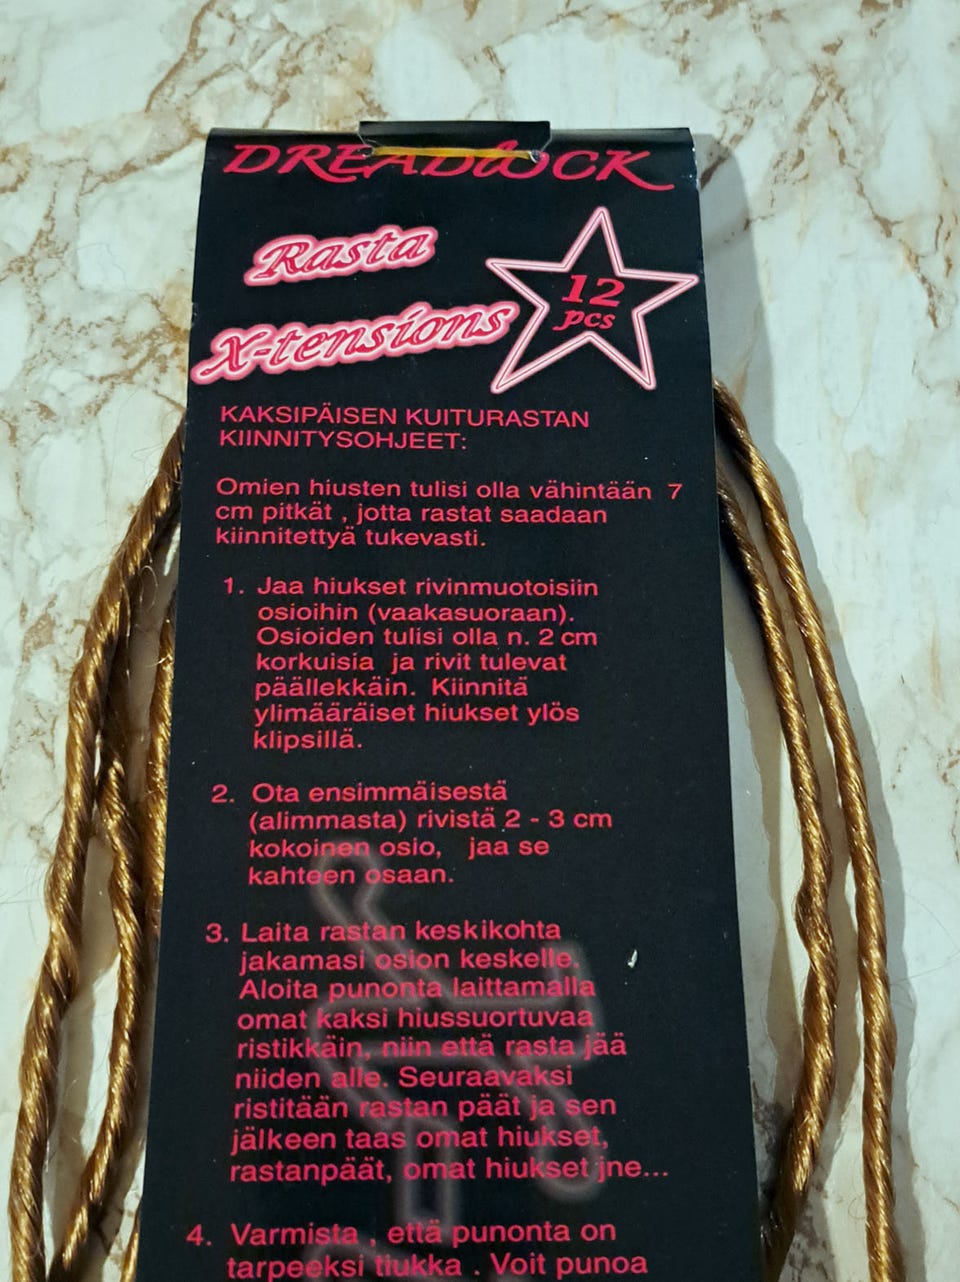 DREADLOCK
Rasta
X-tensions
12
pcs
KAKSIPÄISEN KUITURASTAN
KIINNITYSOHJEET:
Omien hiusten tulisi olla vähintään 7
cm pitkät , jotta rastat saadaan
kiinnitettyä tukevasti.
1. Jaa hiukset rivinmuotoisiin
osioihin (vaakasuoraan).
Osioiden tulisi olla n. 2 cm
korkuisia ja rivit tulevat
päällekkäin. Kiinnitä
ylimääräiset hiukset ylös
klipsillä.
2. Ota ensimmäisestä
(alimmasta) rivistä 2 - 3 cm
kokoinen osio, jaa se
kahteen osaan.
3. Laita rastan keskikohta
jakamasi osion keskelle.
Aloita punonta laittamalla
omat kaksi hiussuortuvaa
ristikkäin, niin että rasta jää
niiden alle. Seuraavaksi
ristitään rastan päät ja sen
jälkeen taas omat hiukset,
rastanpäät, omat hiukset jne...
4. Varmista , että punonta on
tarpeeksi tiukka . Voit punoa